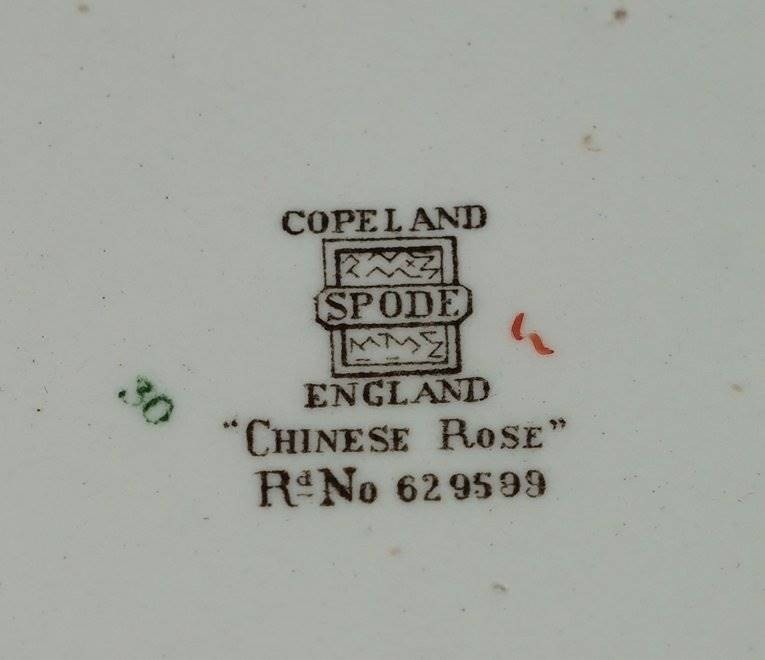 COPELAND
SPODE
ENGLAND
30
"CHINESE ROSE"
Rd No 629599